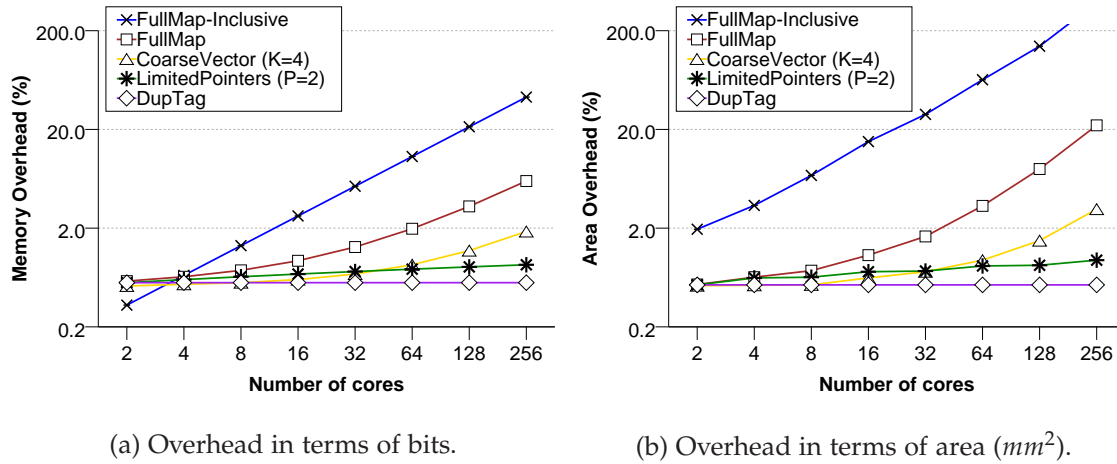 FullMap-Inclusive
FullMap
CoarseVector (K=4)
LimitedPointers (P=2)
DupTag
200.0
20.0
2.0
0.2
Memory Overhead (%)
2 4 8 16 32 64 128 256
Number of cores
(a) Overhead in terms of bits.
FullMap-Inclusive
FullMap
CoarseVector (K=4)
LimitedPointers (P=2)
DupTag
200.0
20.0
2.0
0.2
Area Overhead (%)
2 4 8 16 32 64 128 256
Number of cores
(b) Overhead in terms of area (mm²).